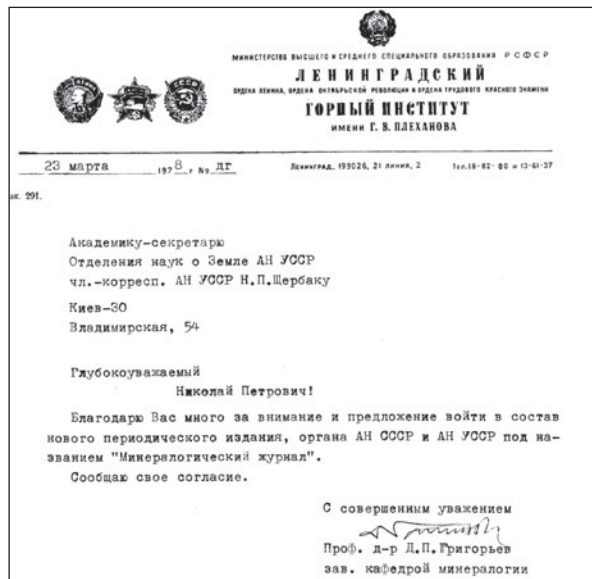 МИНИСТЕРСТВО ВЫСШЕГО И СРЕДНЕГО СПЕЦИАЛЬНОГО ОБРАЗОВАНИЯ РСФСР
ЛЕНИНГРАДСКИЙ
ОРДЕНА ЛЕНИНА, ОРДЕНА ОКТЯБРЬСКОЙ РЕВОЛЮЦИИ И ОРДЕНА ТРУДОВОГО КРАСНОГО ЗНАМЕНИ
ГОРНЫЙ ИНСТИТУТ
ИМЕНИ Г. В. ПЛЕХАНОВА
23 марта 1978 г № ДГ Ленинград, 199026, 21 линия, 2 Тел. 18-82-60 и 13-61-37
ак. 291.
Академику-секретарю
Отделения наук о Земле АН УССР
чл.-корресп. АН УССР Н.П.Щербаку
Киев-30
Владимирская, 54
Глубокоуважаемый
Николай Петрович!
Благодарю Вас много за внимание и предложение войти в состав
нового периодического издания, органа АН СССР и АН УССР под на-
званием "Минералогический журнал".
Сообщаю свое согласие.
С совершенным уважением
Проф. д-р Д.П.Григорьев
зав. кафедрой минералогии